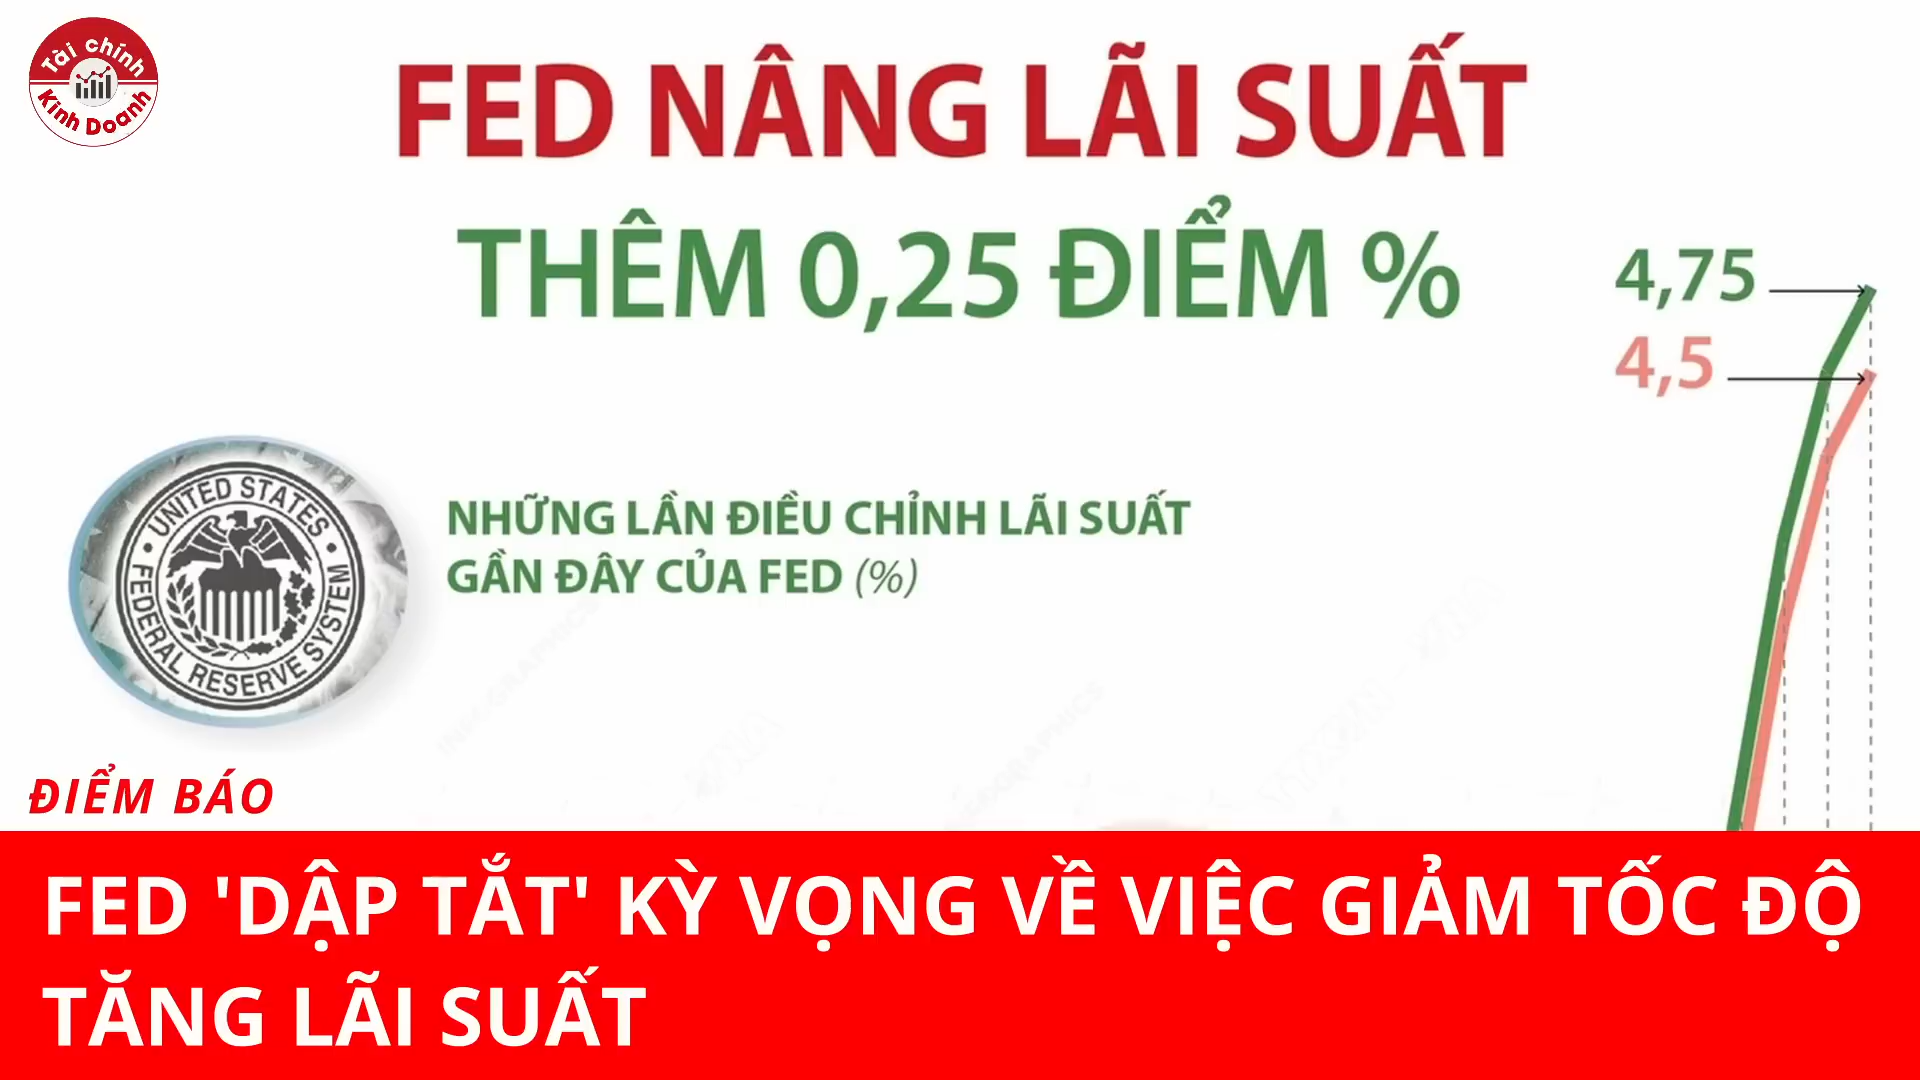 Tài chính
Kinh Doanh
FED NÂNG LÃI SUẤT
THÊM 0,25 ĐIỂM %
4,75
4,5
UNITED STATES
FEDERAL RESERVE SYSTEM
NHỮNG LẦN ĐIỀU CHỈNH LÃI SUẤT
GẦN ĐÂY CỦA FED (%)
ĐIỂM BÁO
FED 'DẬP TẮT' KỲ VỌNG VỀ VIỆC GIẢM TỐC ĐỘ
TĂNG LÃI SUẤT